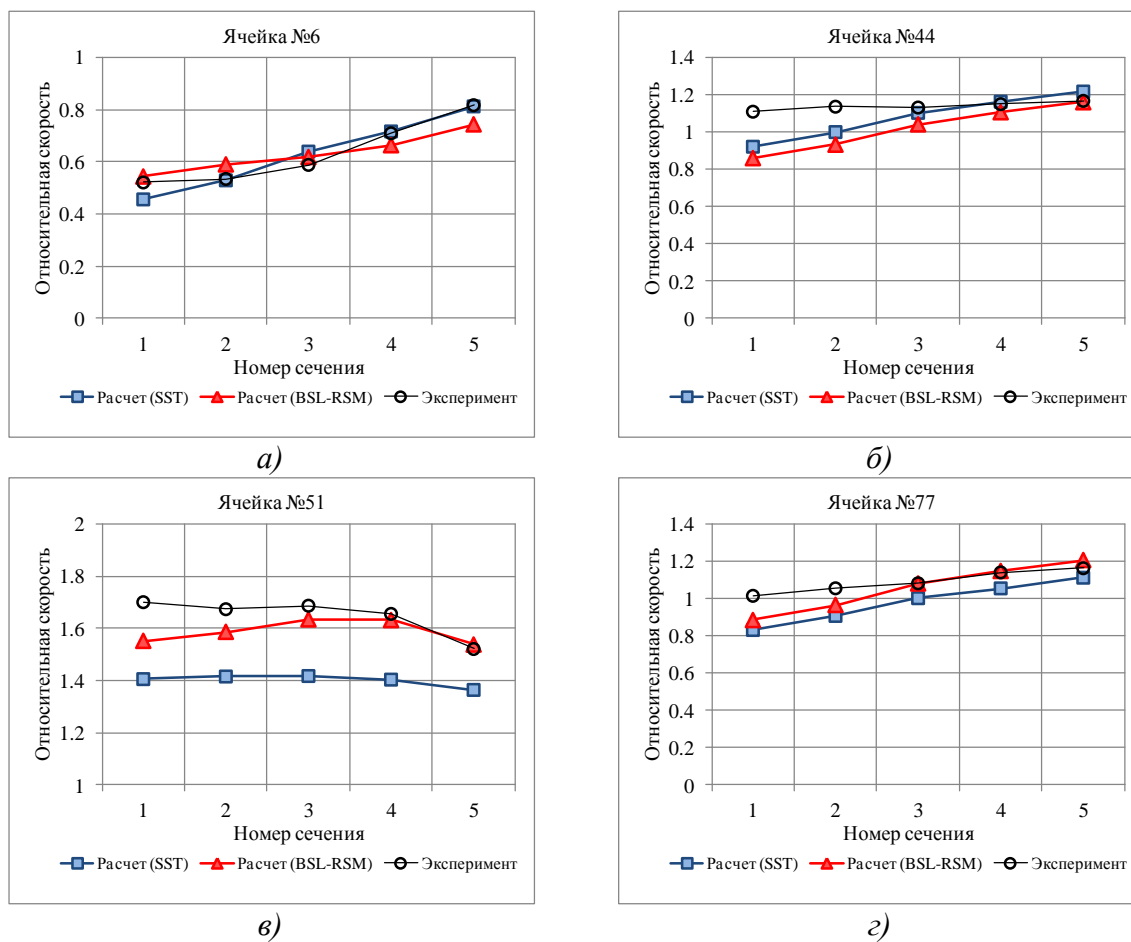 Ячейка №6
Относительная скорость
1
0.8
0.6
0.4
0.2
0
1 2 3 4 5
Номер сечения
Расчет (SST) Расчет (BSL-RSM) Эксперимент
а)
Ячейка №44
Относительная скорость
1.4
1.2
1
0.8
0.6
0.4
0.2
0
1 2 3 4 5
Номер сечения
Расчет (SST) Расчет (BSL-RSM) Эксперимент
б)
Ячейка №51
Относительная скорость
2
1.8
1.6
1.4
1.2
1
1 2 3 4 5
Номер сечения
Расчет (SST) Расчет (BSL-RSM) Эксперимент
в)
Ячейка №77
Относительная скорость
1.4
1.2
1
0.8
0.6
0.4
0.2
0
1 2 3 4 5
Номер сечения
Расчет (SST) Расчет (BSL-RSM) Эксперимент
г)